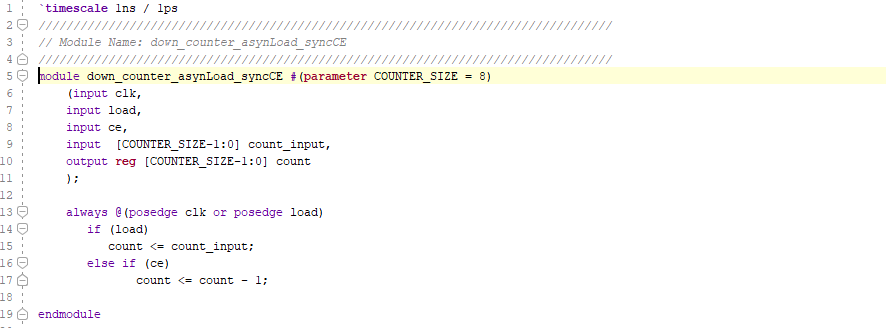 1 `timescale 1ns / 1ps
2 //////////////////////////////////////////////////////////////////////////////////
3 // Module Name: down_counter_asynLoad_syncCE
4 //////////////////////////////////////////////////////////////////////////////////
5 module down_counter_asynLoad_syncCE #(parameter COUNTER_SIZE = 8)
6 (input clk,
7 input load,
8 input ce,
9 input  [COUNTER_SIZE-1:0] count_input,
10 output reg [COUNTER_SIZE-1:0] count
11 );
12
13 always @(posedge clk or posedge load)
14 if (load)
15 count <= count_input;
16 else if (ce)
17 count <= count - 1;
18
19 endmodule